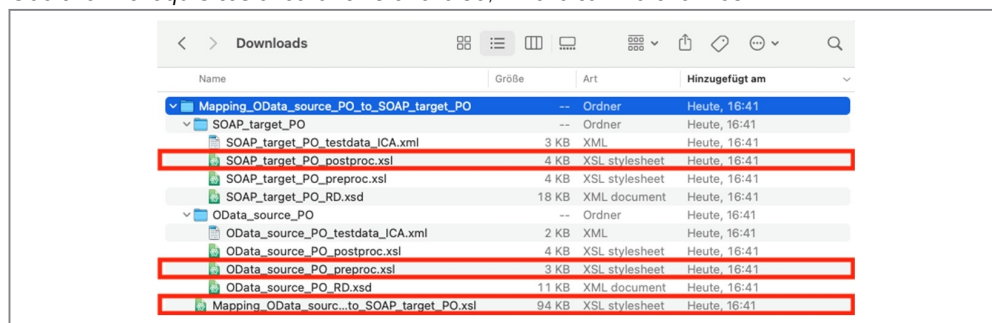 Downloads
Name Größe Art Hinzugefügt am
Mapping_OData_source_PO_to_SOAP_target_PO -- Ordner Heute, 16:41
SOAP_target_PO -- Ordner Heute, 16:41
SOAP_target_PO_testdata_ICA.xml 3 KB XML Heute, 16:41
SOAP_target_PO_postproc.xsl 4 KB XSL stylesheet Heute, 16:41
SOAP_target_PO_preproc.xsl 4 KB XSL stylesheet Heute, 16:41
SOAP_target_PO_RD.xsd 18 KB XML document Heute, 16:41
OData_source_PO -- Ordner Heute, 16:41
OData_source_PO_testdata_ICA.xml 2 KB XML Heute, 16:41
OData_source_PO_postproc.xsl 4 KB XSL stylesheet Heute, 16:41
OData_source_PO_preproc.xsl 3 KB XSL stylesheet Heute, 16:41
OData_source_PO_RD.xsd 11 KB XML document Heute, 16:41
Mapping_OData_sourc...to_SOAP_target_PO.xsl 94 KB XSL stylesheet Heute, 16:41